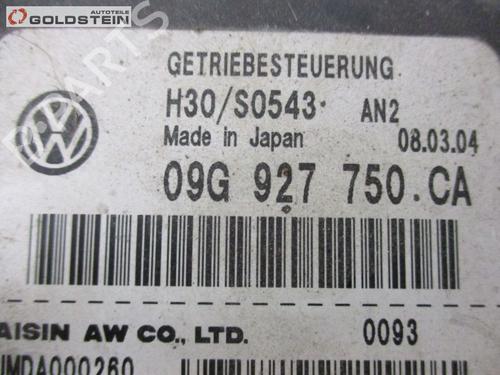 Autoteile
GOLDSTEIN
GETRIEBESTEUERUNG
H30/S0543 AN2
Made in Japan 08.03.04
09G 927 750 CA
AISIN AW CO., LTD. 0093
MDA000260